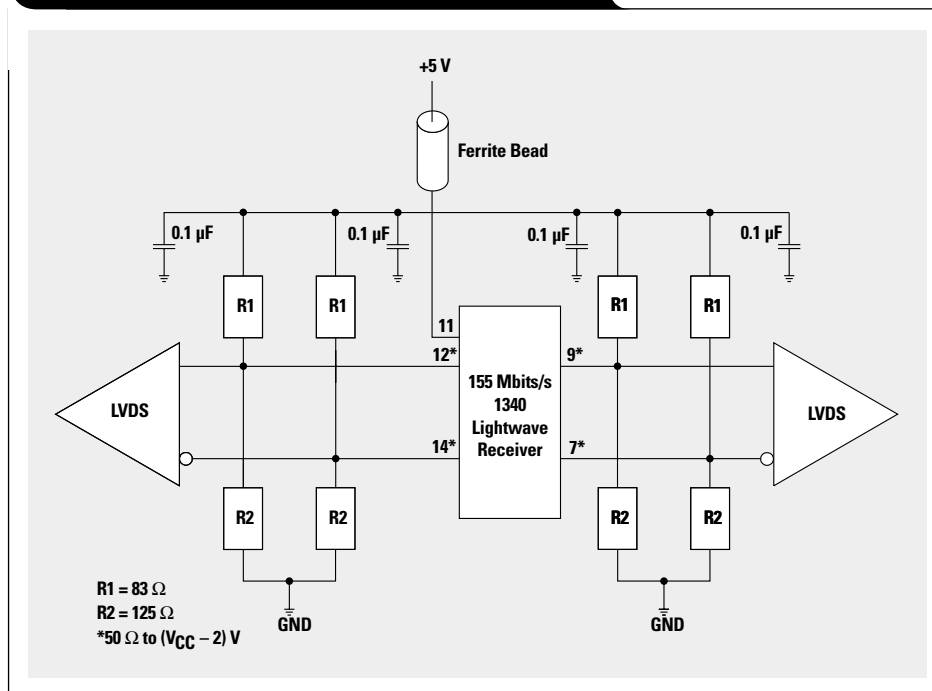 +5 V
Ferrite Bead
0.1 µF
0.1 µF
0.1 µF
0.1 µF
R1
R1
R1
R1
11
12*
9*
155 Mbits/s
1340
Lightwave
Receiver
LVDS
LVDS
14*
7*
R2
R2
R2
R2
R1 = 83 Ω
R2 = 125 Ω
*50 Ω to (VCC – 2) V
GND
GND